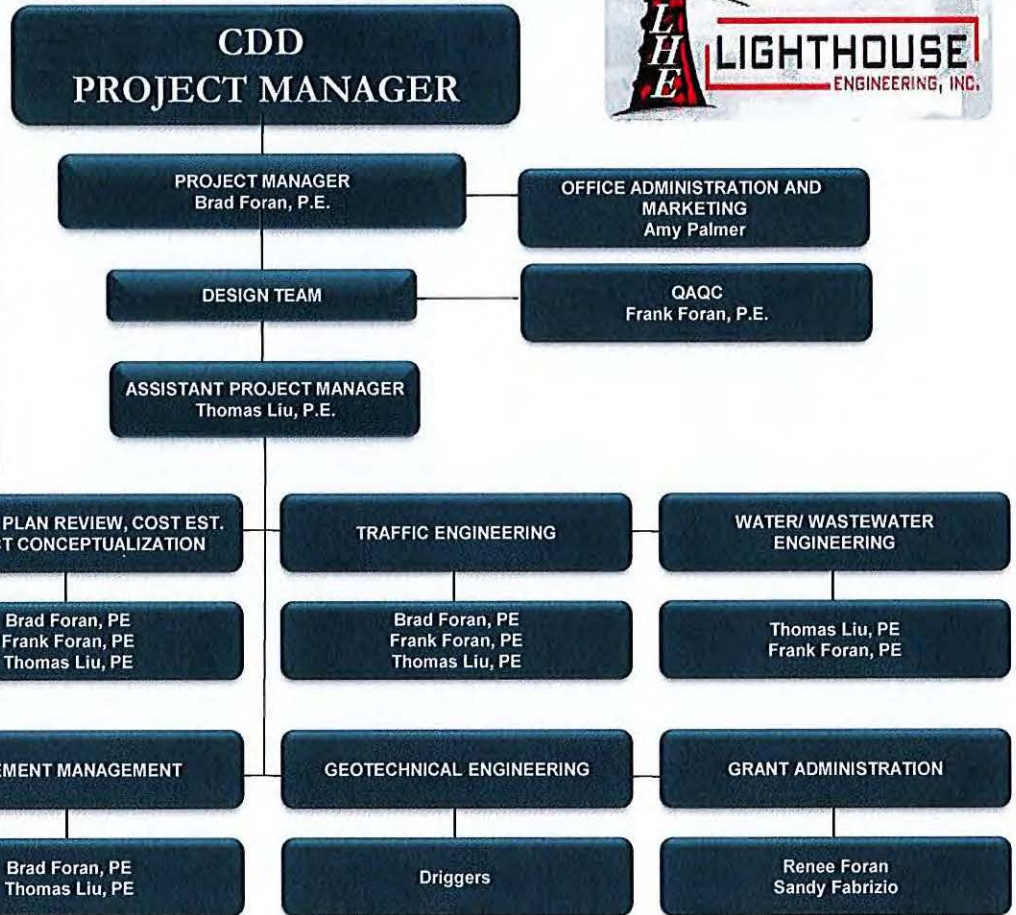 CDD
PROJECT MANAGER
LHE
LIGHTHOUSE
ENGINEERING, INC.
PROJECT MANAGER
Brad Foran, P.E.
OFFICE ADMINISTRATION AND
MARKETING
Amy Palmer
DESIGN TEAM
QAQC
Frank Foran, P.E.
ASSISTANT PROJECT MANAGER
Thomas Liu, P.E.
PLAN REVIEW, COST EST.
CT CONCEPTUALIZATION
TRAFFIC ENGINEERING
WATER/ WASTEWATER
ENGINEERING
Brad Foran, PE
Frank Foran, PE
Thomas Liu, PE
Brad Foran, PE
Frank Foran, PE
Thomas Liu, PE
Thomas Liu, PE
Frank Foran, PE
EMENT MANAGEMENT
GEOTECHNICAL ENGINEERING
GRANT ADMINISTRATION
Brad Foran, PE
Thomas Liu, PE
Driggers
Renee Foran
Sandy Fabrizio